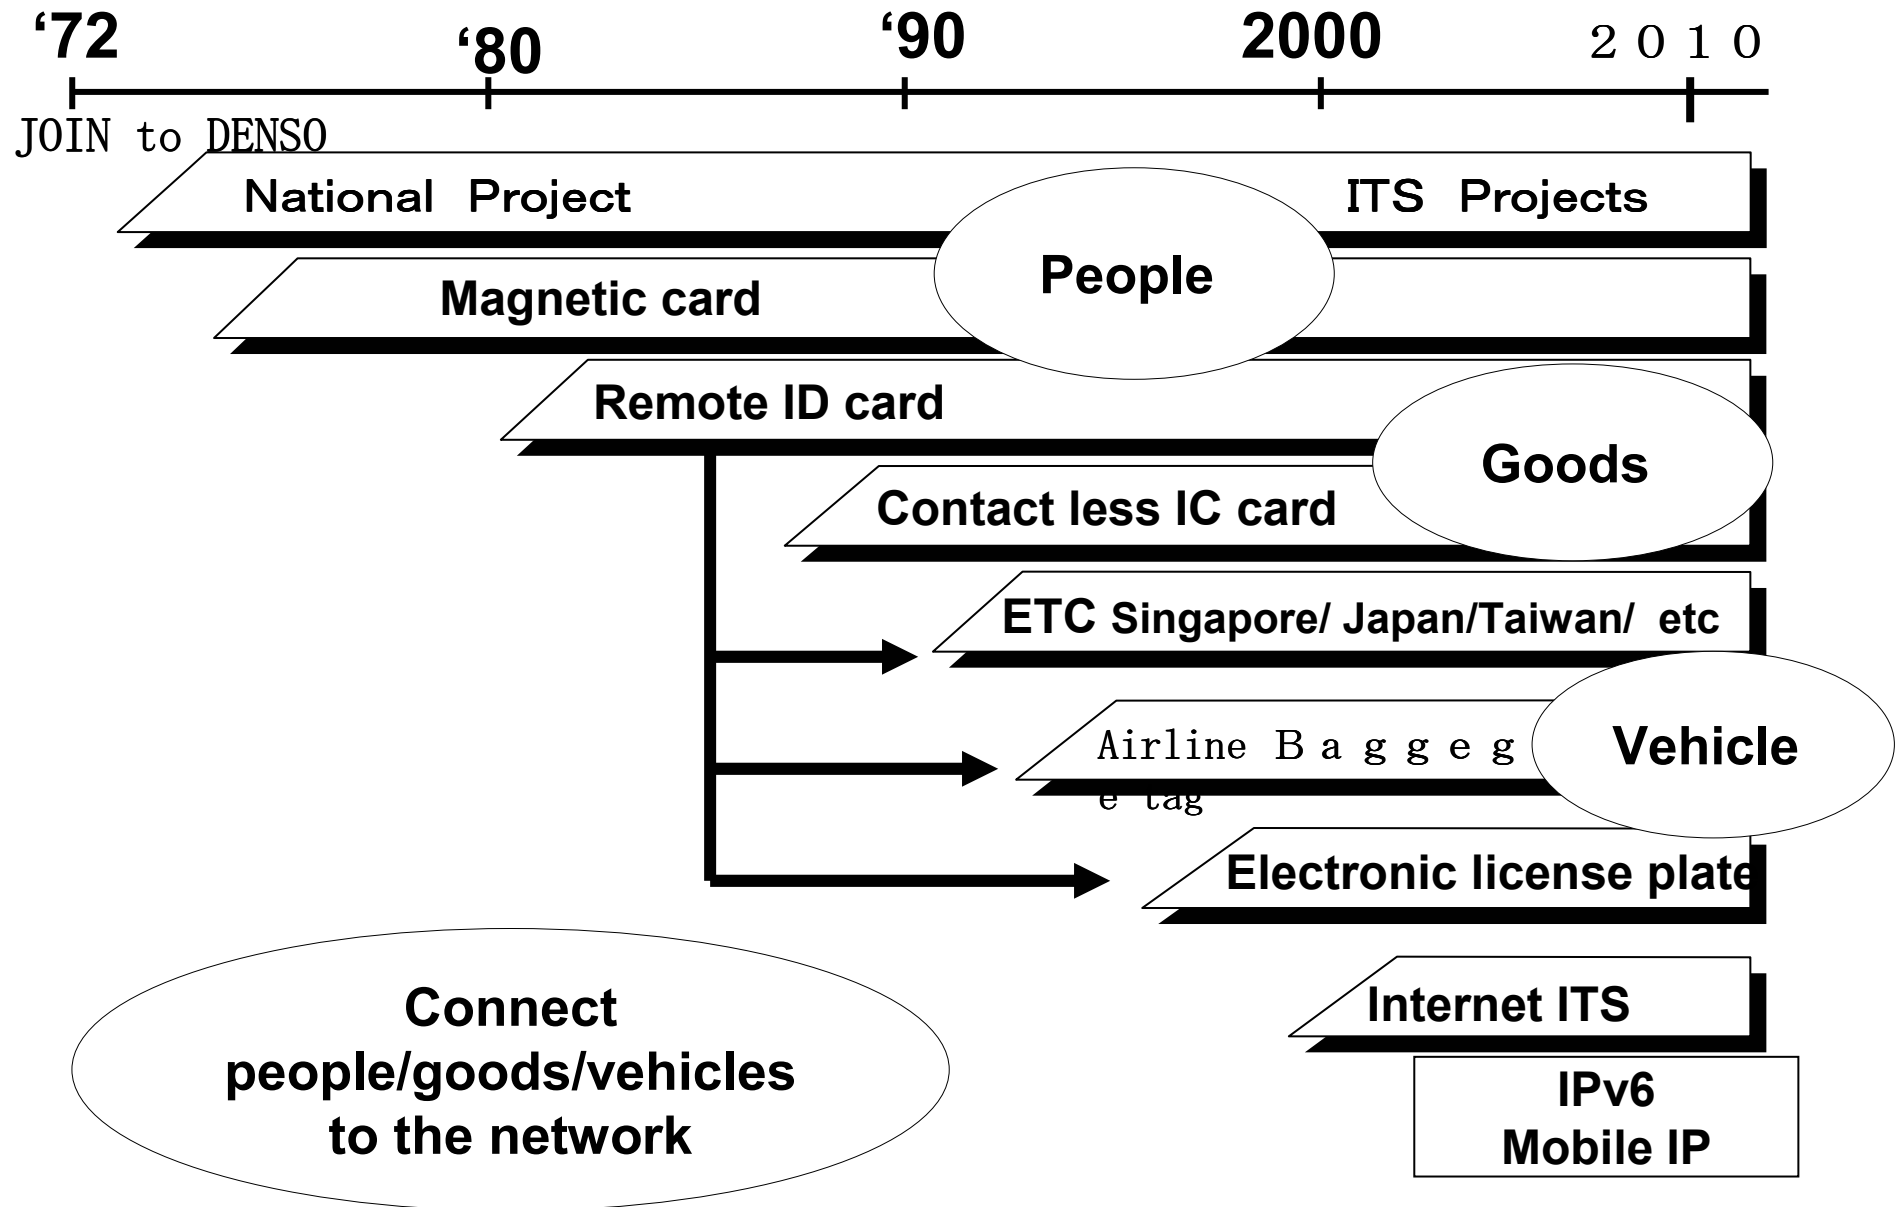 ‘72
‘80
‘90
2000
２０１０
JOIN to DENSO
National Project
ITS Projects
People
Magnetic card
Remote ID card
Goods
Contact less IC card
ETC Singapore/ Japan/Taiwan/ etc
Airline Ｂａｇｇｅｇ
e tag
Vehicle
Electronic license plate
Connect
people/goods/vehicles
to the network
Internet ITS
IPv6
Mobile IP